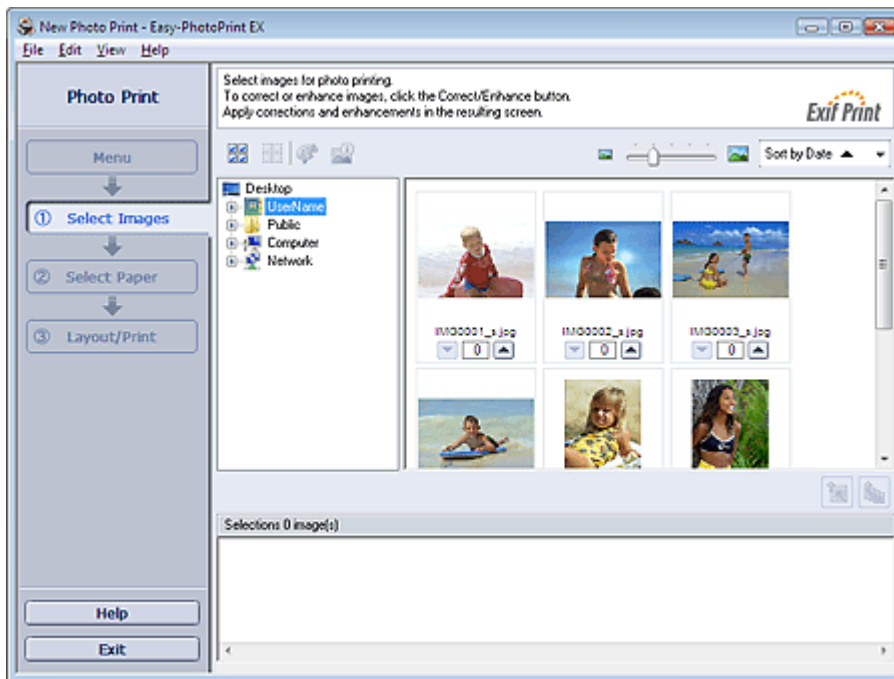 New Photo Print - Easy-PhotoPrint EX
File Edit View Help
Photo Print
Select images for photo printing.
To correct or enhance images, click the Correct/Enhance button.
Apply corrections and enhancements in the resulting screen.
Exif Print
Menu
Sort by Date
① Select Images
② Select Paper
③ Layout/Print
Desktop
UserName
Public
Computer
Network
IMG0001_s.jpg
IMG0002_s.jpg
IMG0003_s.jpg
0
0
0
Selections 0 image(s)
Help
Exit